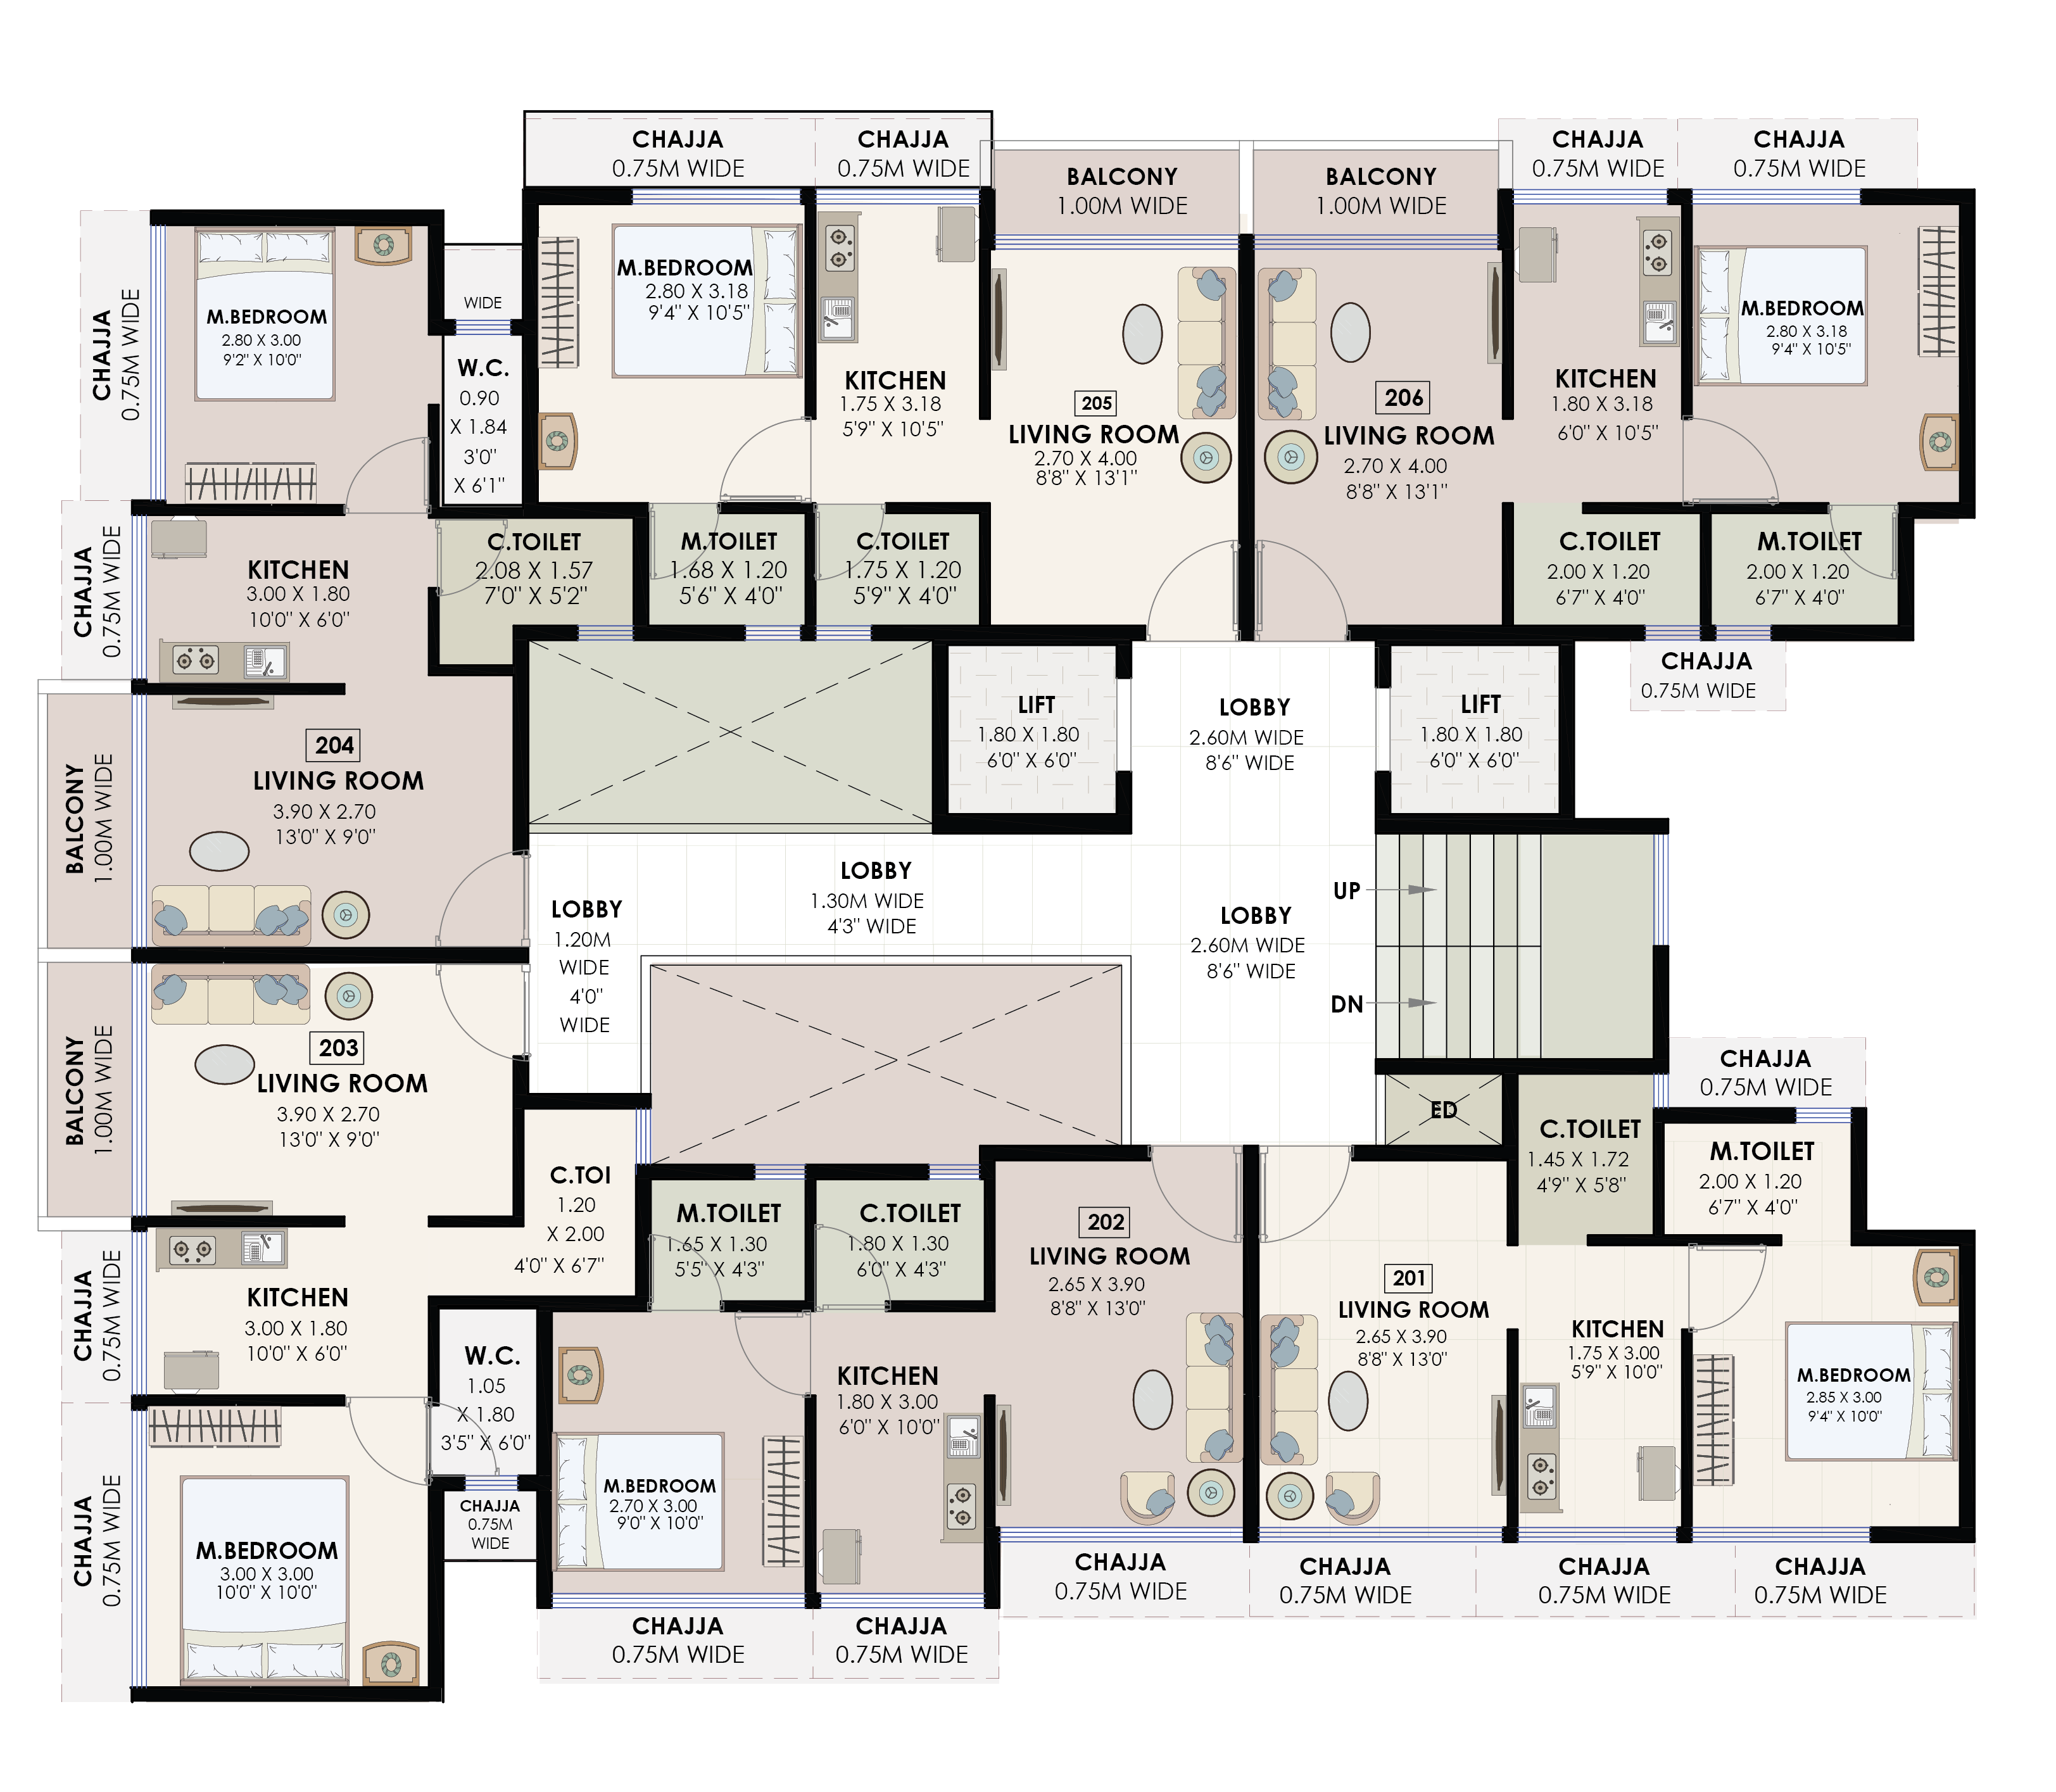 CHAJJA
0.75M WIDE
CHAJJA
0.75M WIDE
BALCONY
1.00M WIDE
BALCONY
1.00M WIDE
CHAJJA
0.75M WIDE
CHAJJA
0.75M WIDE
CHAJJA
0.75M WIDE
M.BEDROOM
2.80 X 3.00
9'2" X 10'0"
WIDE
W.C.
0.90
X 1.84
3'0"
X 6'1"
M.BEDROOM
2.80 X 3.18
9'4" X 10'5"
KITCHEN
1.75 X 3.18
5'9" X 10'5"
205
LIVING ROOM
2.70 X 4.00
8'8" X 13'1"
206
LIVING ROOM
2.70 X 4.00
8'8" X 13'1"
KITCHEN
1.80 X 3.18
6'0" X 10'5"
M.BEDROOM
2.80 X 3.18
9'4" X 10'5"
CHAJJA
0.75M WIDE
KITCHEN
3.00 X 1.80
10'0" X 6'0"
C.TOILET
2.08 X 1.57
7'0" X 5'2"
M.TOILET
1.68 X 1.20
5'6" X 4'0"
C.TOILET
1.75 X 1.20
5'9" X 4'0"
C.TOILET
2.00 X 1.20
6'7" X 4'0"
M.TOILET
2.00 X 1.20
6'7" X 4'0"
CHAJJA
0.75M WIDE
LIFT
1.80 X 1.80
6'0" X 6'0"
LOBBY
2.60M WIDE
8'6" WIDE
LIFT
1.80 X 1.80
6'0" X 6'0"
BALCONY
1.00M WIDE
204
LIVING ROOM
3.90 X 2.70
13'0" X 9'0"
LOBBY
1.20M
WIDE
4'0"
WIDE
LOBBY
1.30M WIDE
4'3" WIDE
LOBBY
2.60M WIDE
8'6" WIDE
UP
DN
BALCONY
1.00M WIDE
203
LIVING ROOM
3.90 X 2.70
13'0" X 9'0"
CHAJJA
0.75M WIDE
ED
C.TOILET
1.45 X 1.72
4'9" X 5'8"
M.TOILET
2.00 X 1.20
6'7" X 4'0"
C.TOI
1.20
X 2.00
4'0" X 6'7"
M.TOILET
1.65 X 1.30
5'5" X 4'3"
C.TOILET
1.80 X 1.30
6'0" X 4'3"
202
LIVING ROOM
2.65 X 3.90
8'8" X 13'0"
201
LIVING ROOM
2.65 X 3.90
8'8" X 13'0"
KITCHEN
1.75 X 3.00
5'9" X 10'0"
M.BEDROOM
2.85 X 3.00
9'4" X 10'0"
CHAJJA
0.75M WIDE
KITCHEN
3.00 X 1.80
10'0" X 6'0"
W.C.
1.05
X 1.80
3'5" X 6'0"
KITCHEN
1.80 X 3.00
6'0" X 10'0"
M.BEDROOM
2.70 X 3.00
9'0" X 10'0"
CHAJJA
0.75M
WIDE
CHAJJA
0.75M WIDE
M.BEDROOM
3.00 X 3.00
10'0" X 10'0"
CHAJJA
0.75M WIDE
CHAJJA
0.75M WIDE
CHAJJA
0.75M WIDE
CHAJJA
0.75M WIDE
CHAJJA
0.75M WIDE
CHAJJA
0.75M WIDE